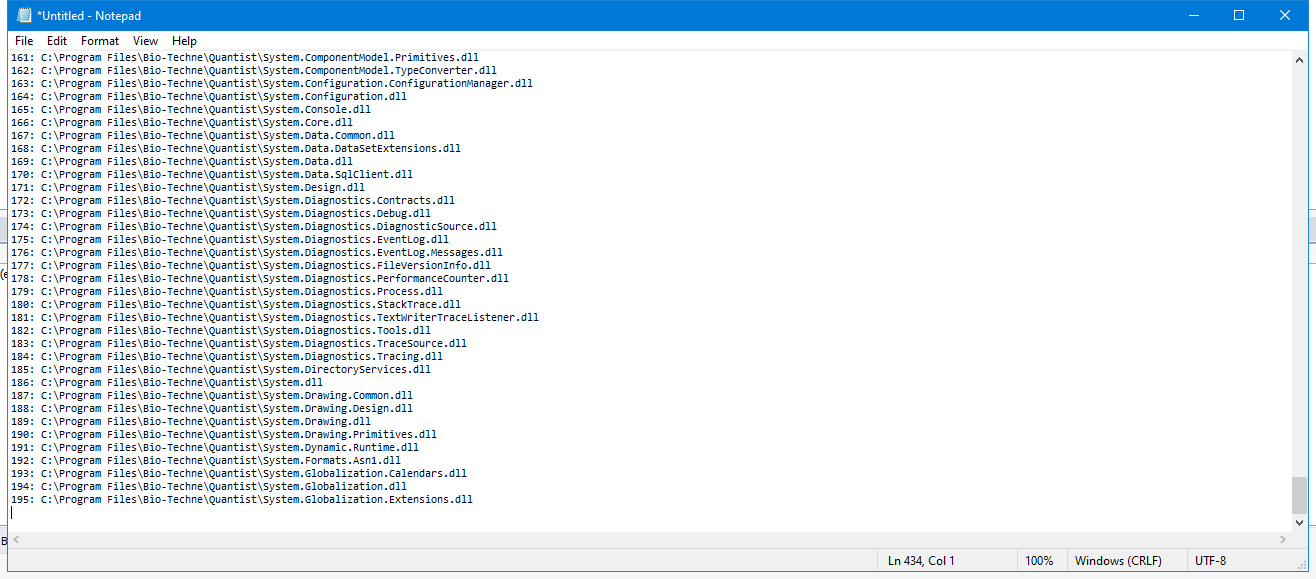 *Untitled - Notepad
File Edit Format View Help
161: C:\Program Files\Bio-Techne\Quantist\System.ComponentModel.Primitives.dll
162: C:\Program Files\Bio-Techne\Quantist\System.ComponentModel.TypeConverter.dll
163: C:\Program Files\Bio-Techne\Quantist\System.Configuration.ConfigurationManager.dll
164: C:\Program Files\Bio-Techne\Quantist\System.Configuration.dll
165: C:\Program Files\Bio-Techne\Quantist\System.Console.dll
166: C:\Program Files\Bio-Techne\Quantist\System.Core.dll
167: C:\Program Files\Bio-Techne\Quantist\System.Data.Common.dll
168: C:\Program Files\Bio-Techne\Quantist\System.Data.DataSetExtensions.dll
169: C:\Program Files\Bio-Techne\Quantist\System.Data.dll
170: C:\Program Files\Bio-Techne\Quantist\System.Data.SqlClient.dll
171: C:\Program Files\Bio-Techne\Quantist\System.Design.dll
172: C:\Program Files\Bio-Techne\Quantist\System.Diagnostics.Contracts.dll
173: C:\Program Files\Bio-Techne\Quantist\System.Diagnostics.Debug.dll
174: C:\Program Files\Bio-Techne\Quantist\System.Diagnostics.DiagnosticSource.dll
175: C:\Program Files\Bio-Techne\Quantist\System.Diagnostics.EventLog.dll
176: C:\Program Files\Bio-Techne\Quantist\System.Diagnostics.EventLog.Messages.dll
177: C:\Program Files\Bio-Techne\Quantist\System.Diagnostics.FileVersionInfo.dll
178: C:\Program Files\Bio-Techne\Quantist\System.Diagnostics.PerformanceCounter.dll
179: C:\Program Files\Bio-Techne\Quantist\System.Diagnostics.Process.dll
180: C:\Program Files\Bio-Techne\Quantist\System.Diagnostics.StackTrace.dll
181: C:\Program Files\Bio-Techne\Quantist\System.Diagnostics.TextWriterTraceListener.dll
182: C:\Program Files\Bio-Techne\Quantist\System.Diagnostics.Tools.dll
183: C:\Program Files\Bio-Techne\Quantist\System.Diagnostics.TraceSource.dll
184: C:\Program Files\Bio-Techne\Quantist\System.Diagnostics.Tracing.dll
185: C:\Program Files\Bio-Techne\Quantist\System.DirectoryServices.dll
186: C:\Program Files\Bio-Techne\Quantist\System.dll
187: C:\Program Files\Bio-Techne\Quantist\System.Drawing.Common.dll
188: C:\Program Files\Bio-Techne\Quantist\System.Drawing.Design.dll
189: C:\Program Files\Bio-Techne\Quantist\System.Drawing.dll
190: C:\Program Files\Bio-Techne\Quantist\System.Drawing.Primitives.dll
191: C:\Program Files\Bio-Techne\Quantist\System.Dynamic.Runtime.dll
192: C:\Program Files\Bio-Techne\Quantist\System.Formats.Asn1.dll
193: C:\Program Files\Bio-Techne\Quantist\System.Globalization.Calendars.dll
194: C:\Program Files\Bio-Techne\Quantist\System.Globalization.dll
195: C:\Program Files\Bio-Techne\Quantist\System.Globalization.Extensions.dll
Ln 434, Col 1 100% Windows (CRLF) UTF-8